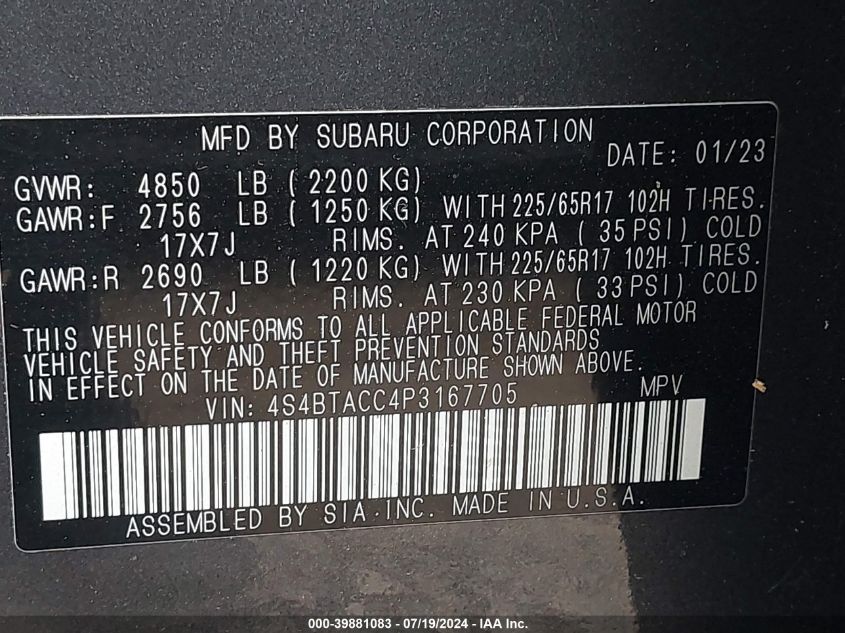 MFD BY SUBARU CORPORATION
DATE: 01/23
GVWR: 4850 LB ( 2200 KG)
GAWR:F 2756 LB ( 1250 KG) WITH 225/65R17 102H TIRES.
17X7J RIMS. AT 240 KPA ( 35 PSI) COLD
GAWR:R 2690 LB ( 1220 KG) WITH 225/65R17 102H TIRES.
17X7J RIMS. AT 230 KPA ( 33 PSI) COLD
THIS VEHICLE CONFORMS TO ALL APPLICABLE FEDERAL MOTOR
VEHICLE SAFETY AND THEFT PREVENTION STANDARDS
IN EFFECT ON THE DATE OF MANUFACTURE SHOWN ABOVE.
VIN: 4S4BTACC4P3167705 MPV
ASSEMBLED BY SIA INC. MADE IN U.S.A.
000-39881083 - 07/19/2024 - IAA Inc.